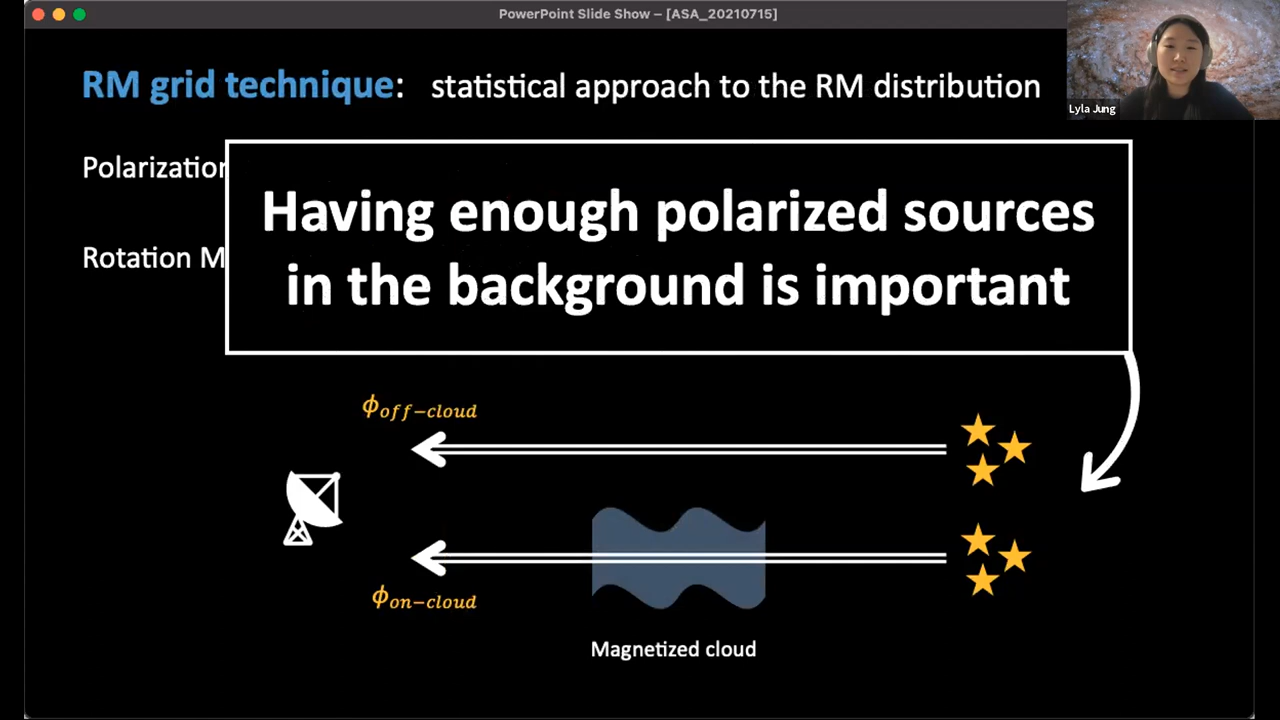 PowerPoint Slide Show – [ASA_20210715]
Lyla Jung
RM grid technique: statistical approach to the RM distribution
Polarization
Rotation M
Having enough polarized sources
in the background is important
ϕoff−cloud
ϕon−cloud
Magnetized cloud